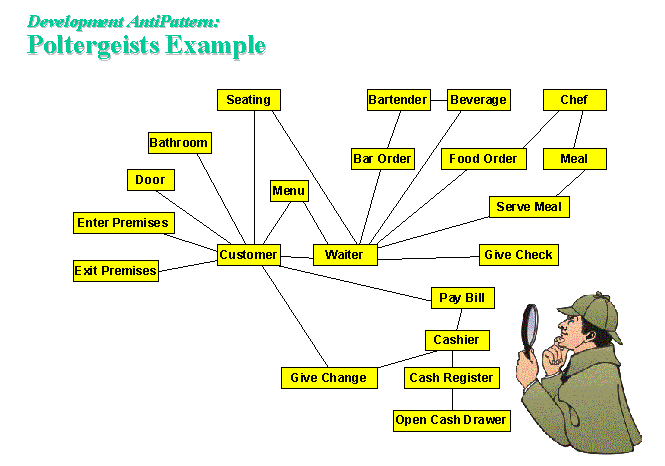 Development AntiPattern:
Poltergeists Example
Seating
Bartender
Beverage
Chef
Bathroom
Bar Order
Food Order
Meal
Door
Menu
Serve Meal
Enter Premises
Customer
Waiter
Give Check
Exit Premises
Pay Bill
Cashier
Give Change
Cash Register
Open Cash Drawer